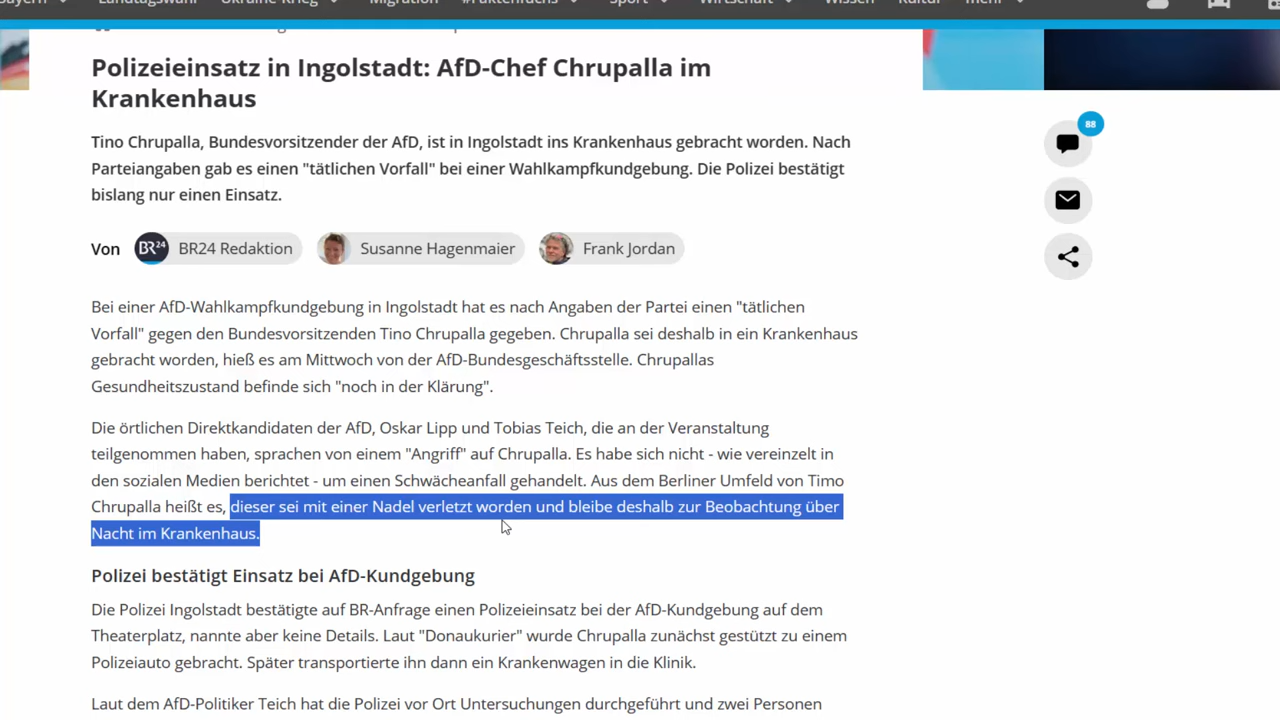 Bayern Landtagswahl Ukraine-Krieg Migration #Faktenfuchs Sport Wirtschaft Wissen Kultur mehr
Polizeieinsatz in Ingolstadt: AfD-Chef Chrupalla im
Krankenhaus
88
Tino Chrupalla, Bundesvorsitzender der AfD, ist in Ingolstadt ins Krankenhaus gebracht worden. Nach
Parteiangaben gab es einen "tätlichen Vorfall" bei einer Wahlkampfkundgebung. Die Polizei bestätigt
bislang nur einen Einsatz.
Von BR24 BR24 Redaktion Susanne Hagenmaier Frank Jordan
Bei einer AfD-Wahlkampfkundgebung in Ingolstadt hat es nach Angaben der Partei einen "tätlichen
Vorfall" gegen den Bundesvorsitzenden Tino Chrupalla gegeben. Chrupalla sei deshalb in ein Krankenhaus
gebracht worden, hieß es am Mittwoch von der AfD-Bundesgeschäftsstelle. Chrupallas
Gesundheitszustand befinde sich "noch in der Klärung".
Die örtlichen Direktkandidaten der AfD, Oskar Lipp und Tobias Teich, die an der Veranstaltung
teilgenommen haben, sprachen von einem "Angriff" auf Chrupalla. Es habe sich nicht - wie vereinzelt in
den sozialen Medien berichtet - um einen Schwächeanfall gehandelt. Aus dem Berliner Umfeld von Timo
Chrupalla heißt es, dieser sei mit einer Nadel verletzt worden und bleibe deshalb zur Beobachtung über
Nacht im Krankenhaus.
Polizei bestätigt Einsatz bei AfD-Kundgebung
Die Polizei Ingolstadt bestätigte auf BR-Anfrage einen Polizeieinsatz bei der AfD-Kundgebung auf dem
Theaterplatz, nannte aber keine Details. Laut "Donaukurier" wurde Chrupalla zunächst gestützt zu einem
Polizeiauto gebracht. Später transportierte ihn dann ein Krankenwagen in die Klinik.
Laut dem AfD-Politiker Teich hat die Polizei vor Ort Untersuchungen durchgeführt und zwei Personen